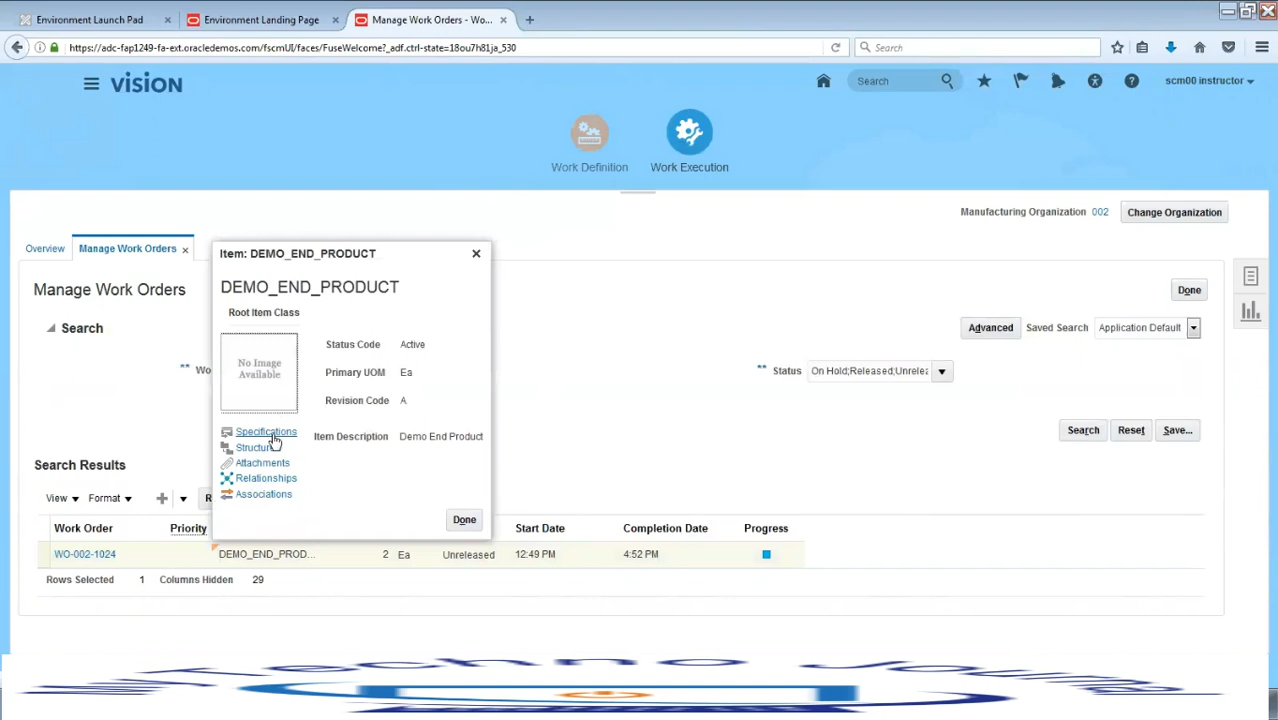 Environment Launch Pad
Environment Landing Page
Manage Work Orders - Wo...
https://adc-fap1249-fa-ext.oracledemos.com/fscmUI/faces/FuseWelcome?_adf.ctrl-state=18ou7h81ja_530
Search
vision
Search
scm00 instructor
Work Definition
Work Execution
Manufacturing Organization 002
Change Organization
Overview
Manage Work Orders
Item: DEMO_END_PRODUCT
Manage Work Orders
Done
DEMO_END_PRODUCT
Root Item Class
Search
Advanced
Saved Search
Application Default
No Image Available
Status Code Active
** Wo
** Status On Hold;Released;Unrelea
Primary UOM Ea
Revision Code A
Specifications
Item Description Demo End Product
Structure
Attachments
Relationships
Associations
Search
Reset
Save...
Search Results
View
Format
R
Done
Work Order Priority Start Date Completion Date Progress
WO-002-1024 DEMO_END_PROD... 2 Ea Unreleased 12:49 PM 4:52 PM
Rows Selected 1 Columns Hidden 29